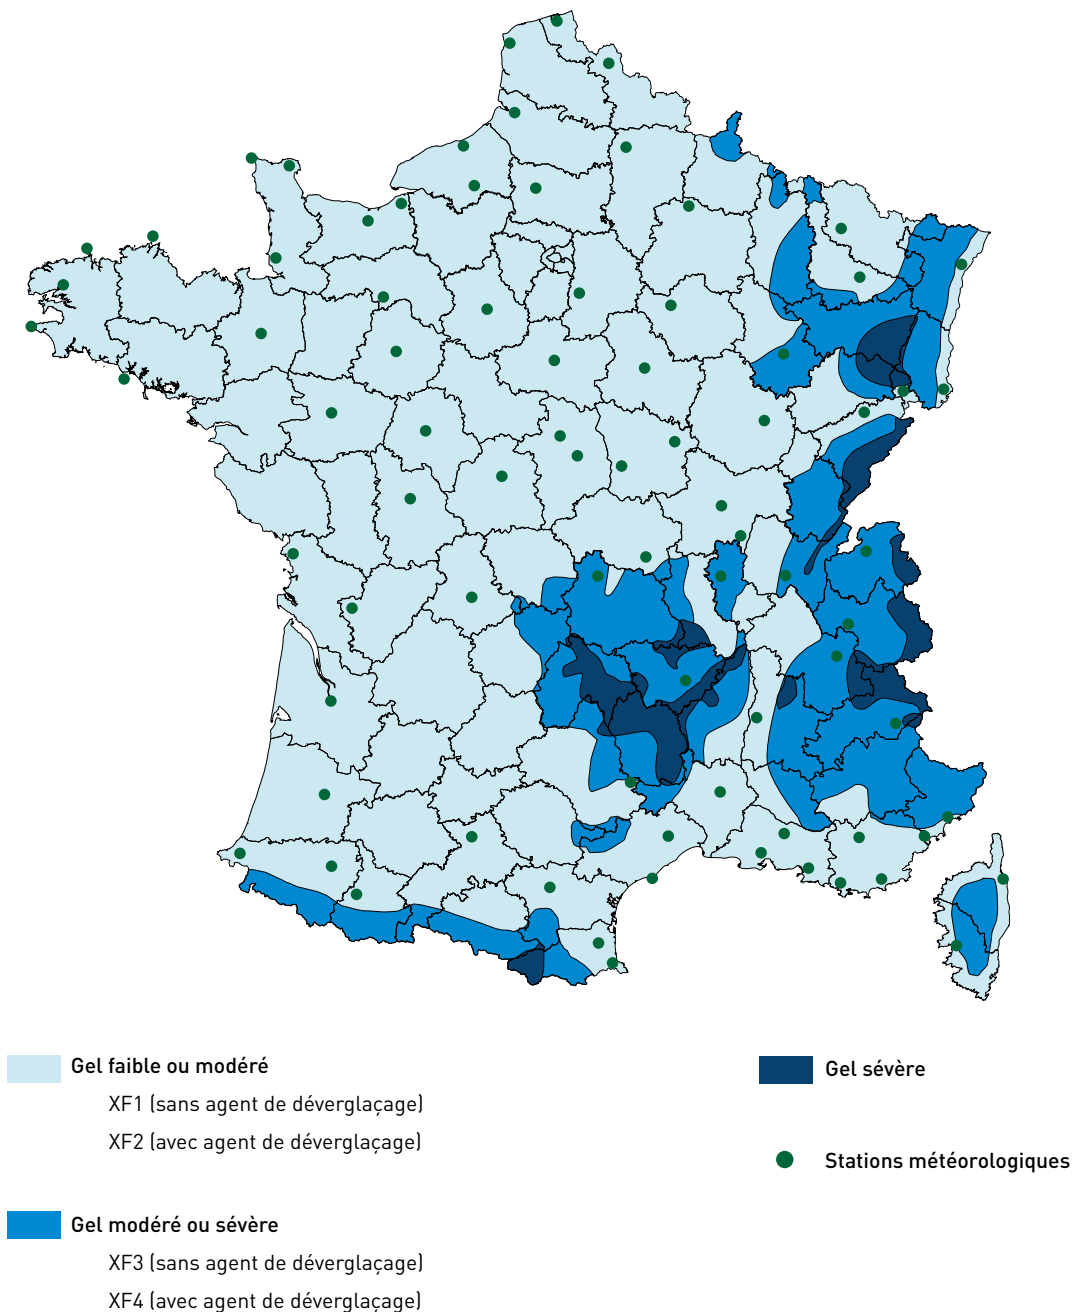 Gel faible ou modéré
XF1 (sans agent de déverglaçage)
XF2 (avec agent de déverglaçage)
Gel modéré ou sévère
XF3 (sans agent de déverglaçage)
XF4 (avec agent de déverglaçage)
Gel sévère
Stations météorologiques